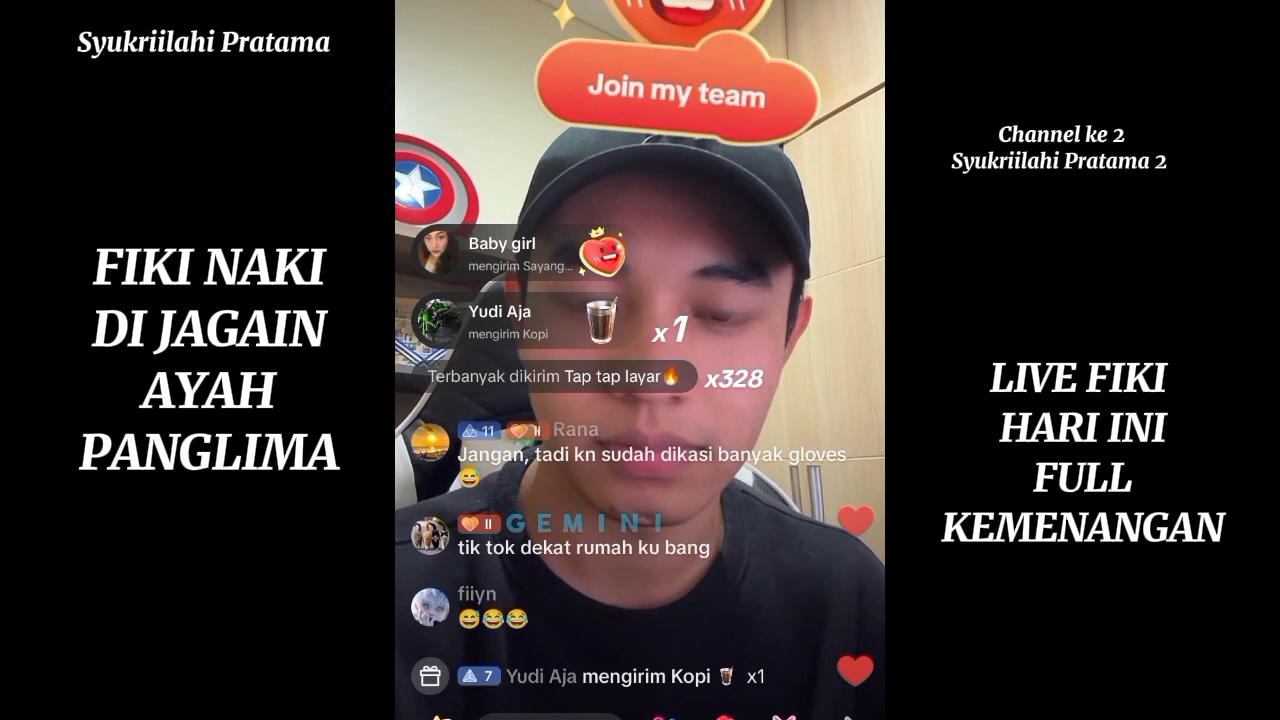 Syukriilahi Pratama
FIKI NAKI
DI JAGAIN
AYAH
PANGLIMA
Join my team
Baby girl
mengirim Sayang...
Yudi Aja
mengirim Kopi
x1
Terbanyak dikirim Tap tap layar🔥 x328
11 II Rana
Jangan, tadi kn sudah dikasi banyak gloves
😅
II G E M I N I
tik tok dekat rumah ku bang
fiiyn
😅😂😂
7 Yudi Aja mengirim Kopi x1
Channel ke 2
Syukriilahi Pratama 2
LIVE FIKI
HARI INI
FULL
KEMENANGAN